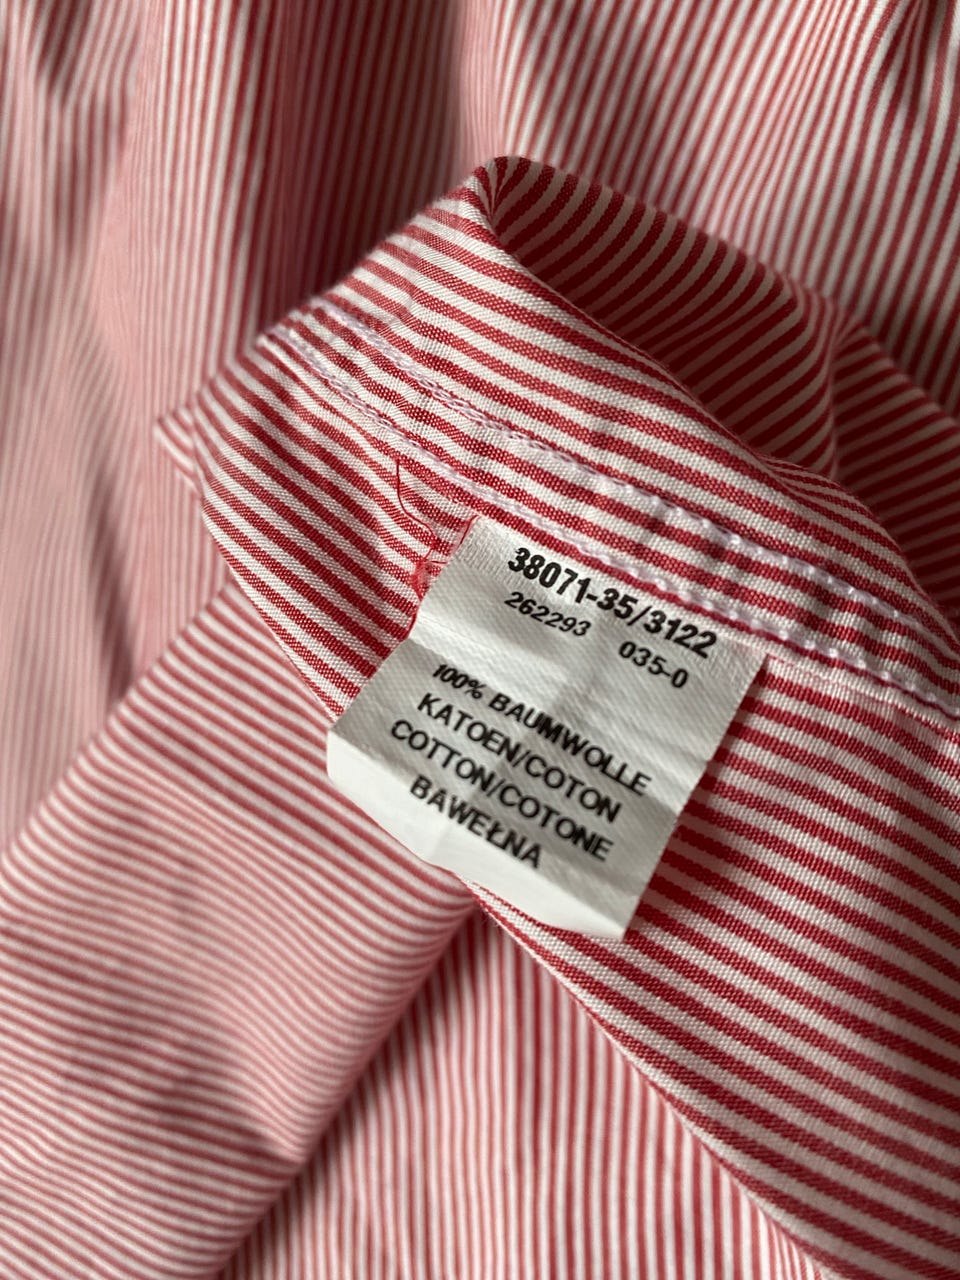 38071-35/3122
262293 035-0
100% BAUMWOLLE
KATOEN/COTON
COTTON/COTONE
BAWEŁNA